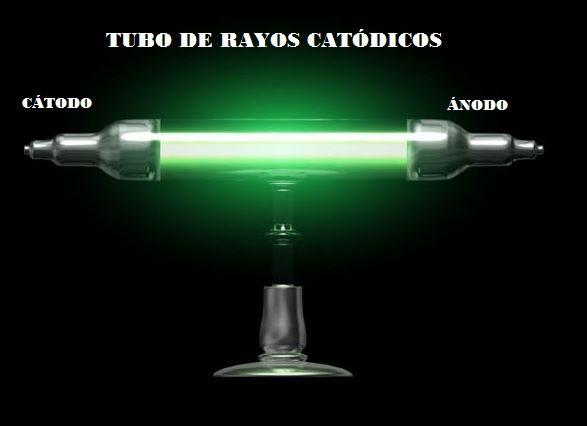 TUBO DE RAYOS CATÓDICOS
CÁTODO
ÁNODO